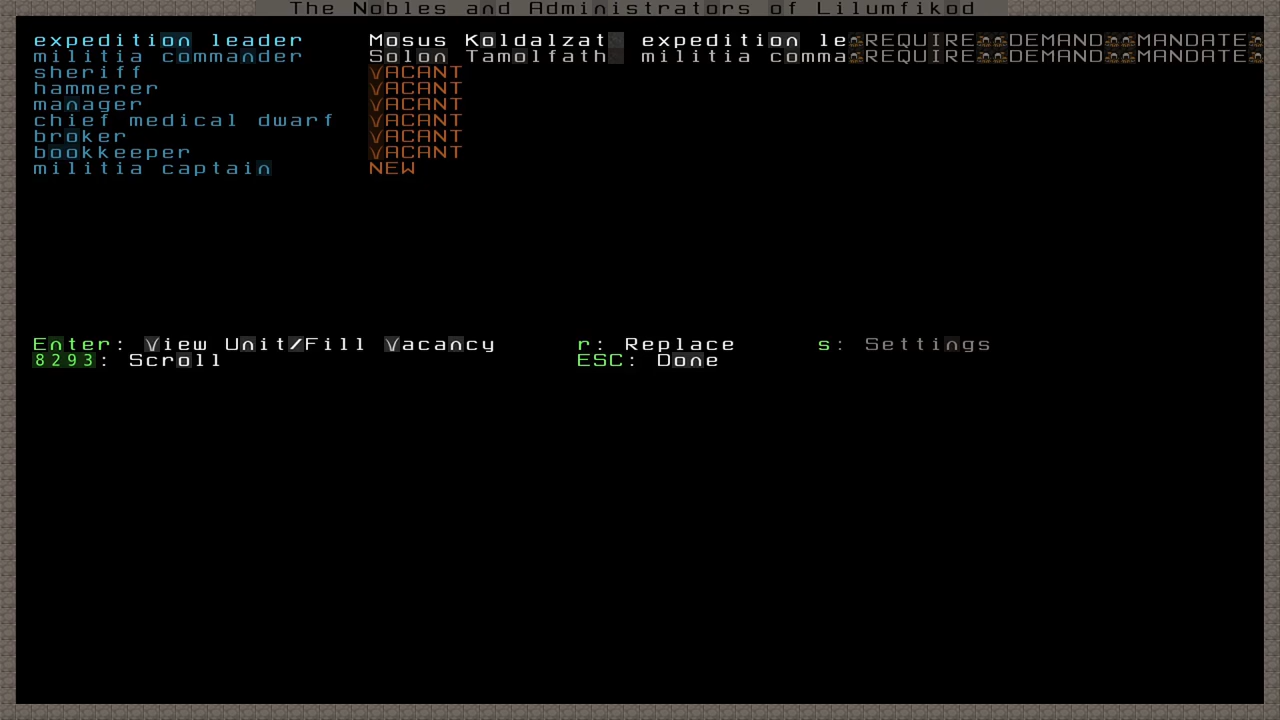 The Nobles and Administrators of Lilumfikod
expedition leader Mosus Koldalzat expedition le REQUIRE DEMAND MANDATE
militia commander Solon Tamolfath militia comma REQUIRE DEMAND MANDATE
sheriff VACANT
hammerer VACANT
manager VACANT
chief medical dwarf VACANT
broker VACANT
bookkeeper VACANT
militia captain NEW
Enter: View Unit/Fill Vacancy r: Replace s: Settings
8293: Scroll ESC: Done